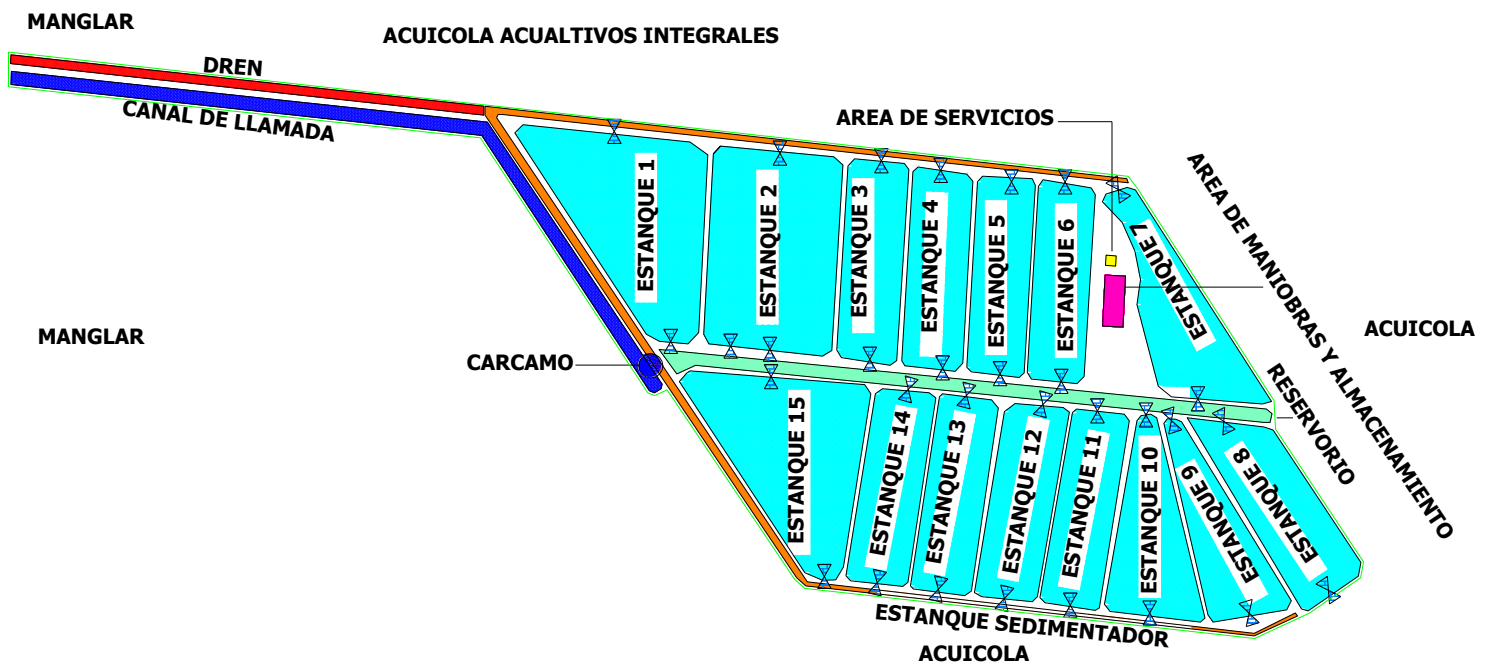 MANGLAR
ACUICOLA ACUALTIVOS INTEGRALES
DREN
CANAL DE LLAMADA
AREA DE SERVICIOS
AREA DE MANIOBRAS Y ALMACENAMIENTO
ESTANQUE 1
ESTANQUE 2
ESTANQUE 3
ESTANQUE 4
ESTANQUE 5
ESTANQUE 6
ESTANQUE 7
MANGLAR
ACUICOLA
CARCAMO
RESERVORIO
ESTANQUE 15
ESTANQUE 14
ESTANQUE 13
ESTANQUE 12
ESTANQUE 11
ESTANQUE 10
ESTANQUE 9
ESTANQUE 8
ESTANQUE SEDIMENTADOR
ACUICOLA